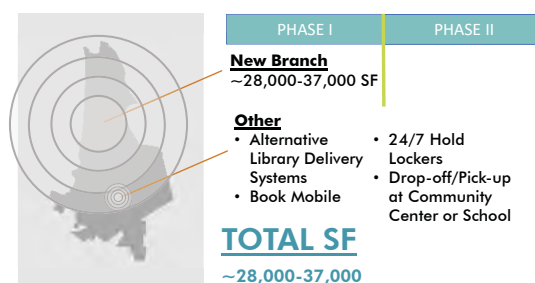 PHASE I
PHASE II
New Branch
~28,000-37,000 SF
Other
• Alternative
Library Delivery
Systems
• Book Mobile
• 24/7 Hold
Lockers
• Drop-off/Pick-up
at Community
Center or School
TOTAL SF
~28,000-37,000